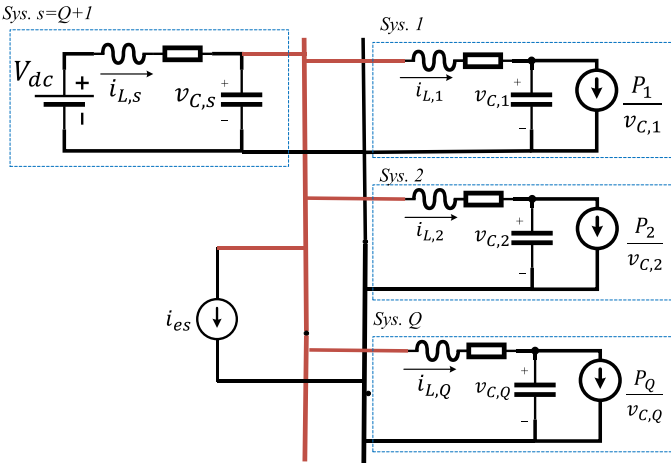 Sys. s=Q+1
V_dc
+
−
i_{L,s}
v_{C,s}
+
−
Sys. 1
i_{L,1}
v_{C,1}
+
−
P_1
v_{C,1}
Sys. 2
i_{L,2}
v_{C,2}
+
−
P_2
v_{C,2}
i_{es}
Sys. Q
i_{L,Q}
v_{C,Q}
+
−
P_Q
v_{C,Q}